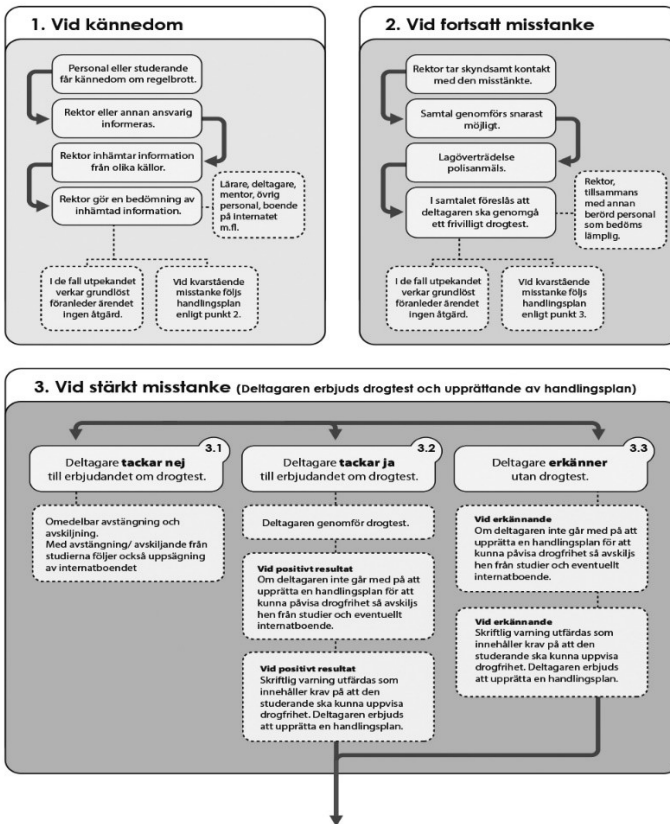 1. Vid kännedom
Personal eller studerande
får kännedom om regelbrott.
Rektor eller annan ansvarig
informeras.
Rektor inhämtar information
från olika källor.
Rektor gör en bedömning av
inhämtad information.
Lärare, deltagare,
mentor, övrig
personal, boende
på internatet
m.fl.
I de fall utpekandet
verkar grundlöst
föranleder ärendet
ingen åtgärd.
Vid kvarstående
misstanke följs
handlingsplan
enligt punkt 2.
2. Vid fortsatt misstanke
Rektor tar skyndsamt kontakt
med den misstänkte.
Samtal genomförs snarast
möjligt.
Lagöverträdelse
polisanmäls.
I samtalet föreslås att
deltagaren ska genomgå
ett frivilligt drogtest.
Rektor,
tillsammans
med annan
berörd personal
som bedöms
lämplig.
I de fall utpekandet
verkar grundlöst
föranleder ärendet
ingen åtgärd.
Vid kvarstående
misstanke följs
handlingsplan
enligt punkt 3.
3. Vid stärkt misstanke (Deltagaren erbjuds drogtest och upprättande av handlingsplan)
3.1
Deltagare tackar nej
till erbjudandet om drogtest.
Omedelbar avstängning och
avskiljning.
Med avstängning/ avskiljande från
studierna följer också uppsägning
av internatboendet
3.2
Deltagare tackar ja
till erbjudandet om drogtest.
Deltagaren genomför drogtest.
Vid positivt resultat
Om deltagaren inte går med på att
upprätta en handlingsplan för att
kunna påvisa drogfrihet så avskiljs
hen från studier och eventuellt
internatboende.
Vid positivt resultat
Skriftlig varning utfärdas som
innehåller krav på att den
studerande ska kunna uppvisa
drogfrihet. Deltagaren erbjuds
att upprätta en handlingsplan.
3.3
Deltagare erkänner
utan drogtest.
Vid erkännande
Om deltagaren inte går med på att
upprätta en handlingsplan för att
kunna påvisa drogfrihet så avskiljs
hen från studier och eventuellt
internatboende.
Vid erkännande
Skriftlig varning utfärdas som
innehåller krav på att den
studerande ska kunna uppvisa
drogfrihet. Deltagaren erbjuds
att upprätta en handlingsplan.